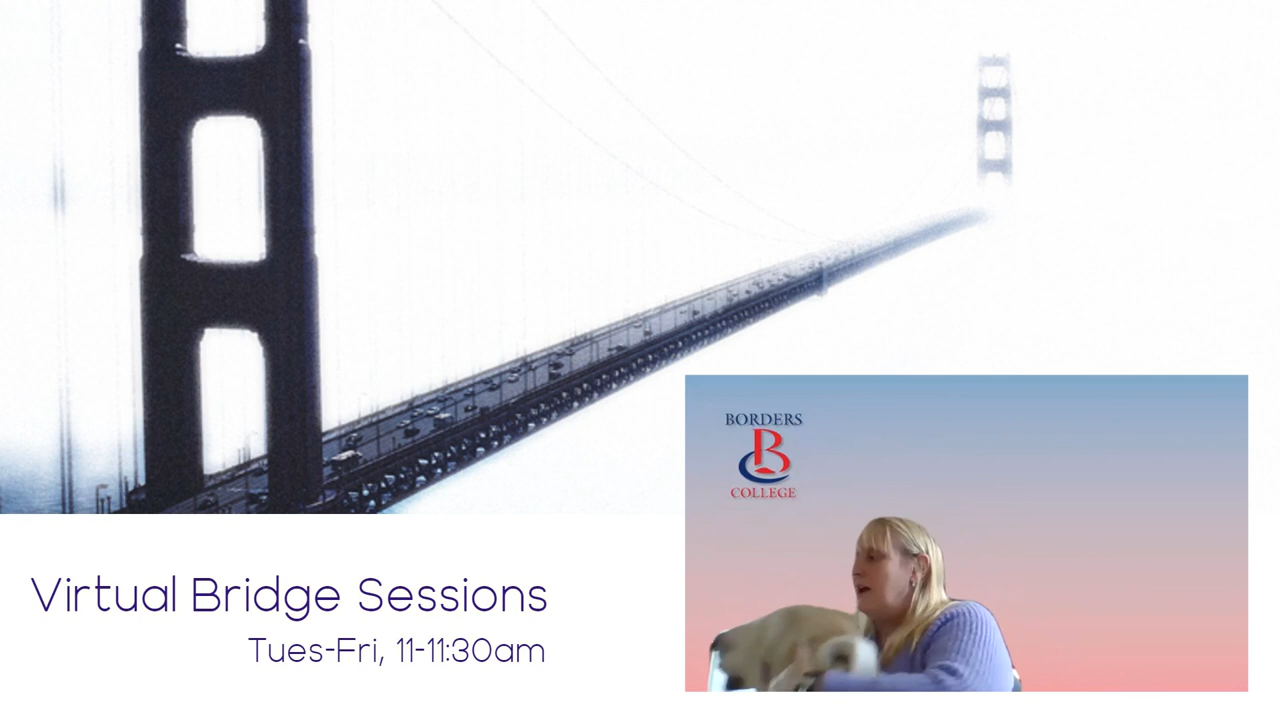 BORDERS
B
COLLEGE
Virtual Bridge Sessions
Tues-Fri, 11-11:30am